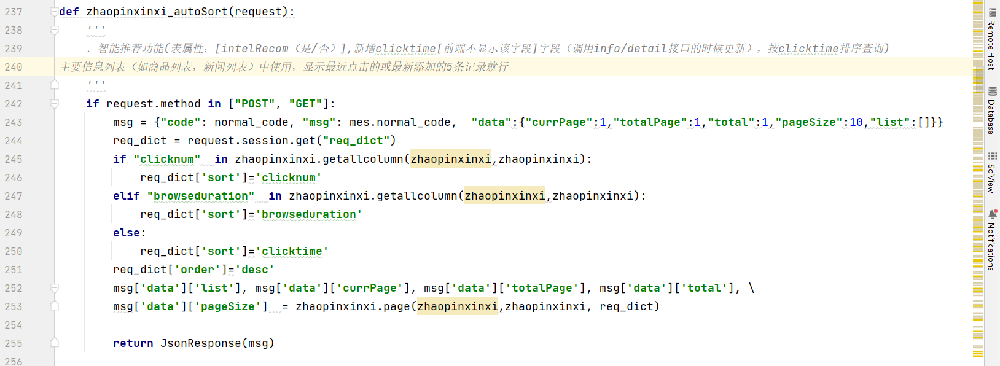 237 def zhaopinxinxi_autoSort(request):
238 '''
239 . 智能推荐功能(表属性：[intelRecom（是/否）],新增clicktime[前端不显示该字段]字段（调用info/detail接口的时候更新），按clicktime排序查询)
240 主要信息列表（如商品列表，新闻列表）中使用，显示最近点击的或最新添加的5条记录就行
241 '''
242 if request.method in ["POST", "GET"]:
243 msg = {"code": normal_code, "msg": mes.normal_code,  "data":{"currPage":1,"totalPage":1,"total":1,"pageSize":10,"list":[]}}
244 req_dict = request.session.get("req_dict")
245 if "clicknum"  in zhaopinxinxi.getallcolumn(zhaopinxinxi,zhaopinxinxi):
246 req_dict['sort']='clicknum'
247 elif "browseduration"  in zhaopinxinxi.getallcolumn(zhaopinxinxi,zhaopinxinxi):
248 req_dict['sort']='browseduration'
249 else:
250 req_dict['sort']='clicktime'
251 req_dict['order']='desc'
252 msg['data']['list'], msg['data']['currPage'], msg['data']['totalPage'], msg['data']['total'], \
253 msg['data']['pageSize']  = zhaopinxinxi.page(zhaopinxinxi,zhaopinxinxi, req_dict)
254
255 return JsonResponse(msg)
256
Remote Host
Database
SciView
Notifications